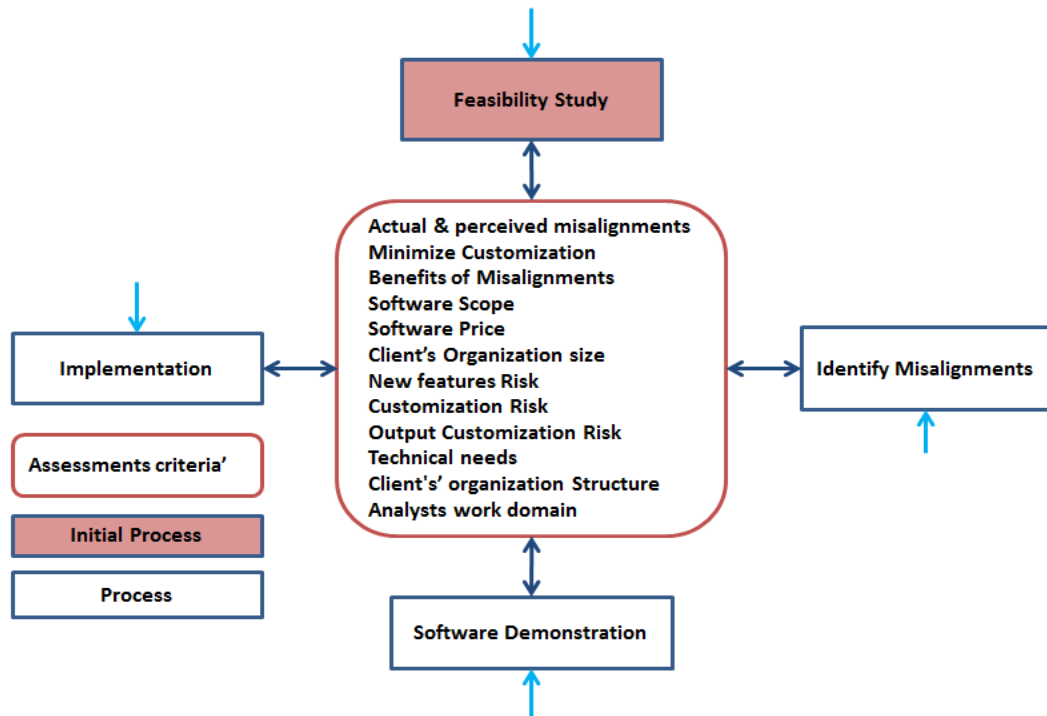 Feasibility Study
Actual & perceived misalignments
Minimize Customization
Benefits of Misalignments
Software Scope
Software Price
Client’s Organization size
New features Risk
Customization Risk
Output Customization Risk
Technical needs
Client's’ organization Structure
Analysts work domain
Implementation
Identify Misalignments
Assessments criteria’
Initial Process
Process
Software Demonstration